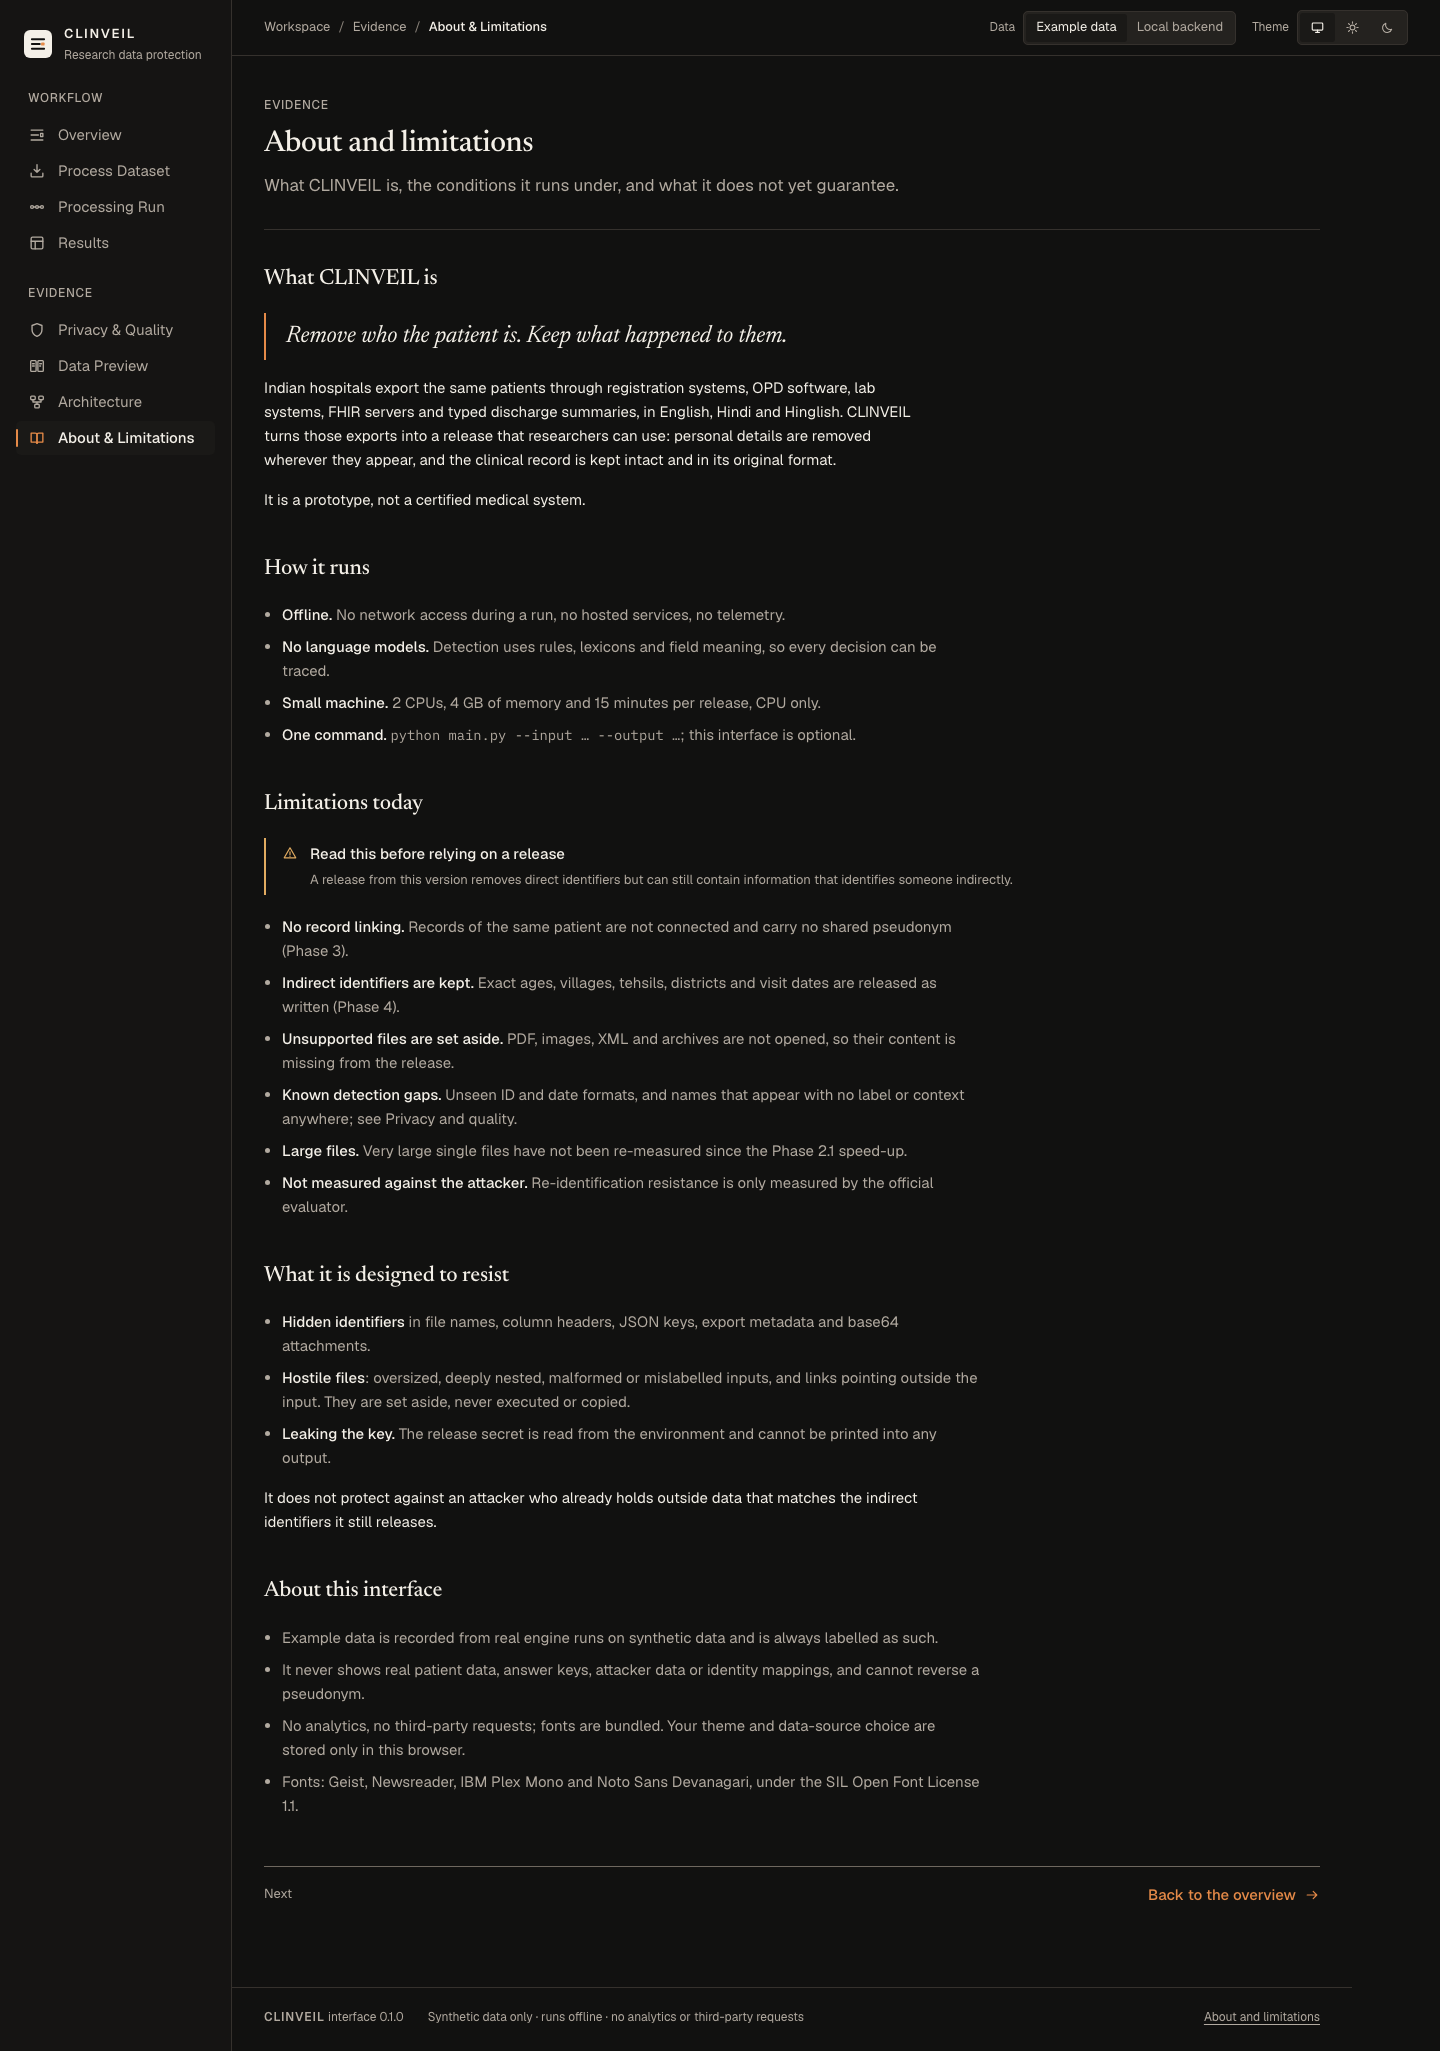 CLINVEIL
Research data protection
WORKFLOW
Overview
Process Dataset
Processing Run
Results
EVIDENCE
Privacy & Quality
Data Preview
Architecture
About & Limitations
Workspace / Evidence / About & Limitations
Data
Example data
Local backend
Theme
EVIDENCE
About and limitations
What CLINVEIL is, the conditions it runs under, and what it does not yet guarantee.
What CLINVEIL is
Remove who the patient is. Keep what happened to them.
Indian hospitals export the same patients through registration systems, OPD software, lab
systems, FHIR servers and typed discharge summaries, in English, Hindi and Hinglish. CLINVEIL
turns those exports into a release that researchers can use: personal details are removed
wherever they appear, and the clinical record is kept intact and in its original format.
It is a prototype, not a certified medical system.
How it runs
• Offline. No network access during a run, no hosted services, no telemetry.
• No language models. Detection uses rules, lexicons and field meaning, so every decision can be
traced.
• Small machine. 2 CPUs, 4 GB of memory and 15 minutes per release, CPU only.
• One command. python main.py --input … --output …; this interface is optional.
Limitations today
Read this before relying on a release
A release from this version removes direct identifiers but can still contain information that identifies someone indirectly.
• No record linking. Records of the same patient are not connected and carry no shared pseudonym
(Phase 3).
• Indirect identifiers are kept. Exact ages, villages, tehsils, districts and visit dates are released as
written (Phase 4).
• Unsupported files are set aside. PDF, images, XML and archives are not opened, so their content is
missing from the release.
• Known detection gaps. Unseen ID and date formats, and names that appear with no label or context
anywhere; see Privacy and quality.
• Large files. Very large single files have not been re-measured since the Phase 2.1 speed-up.
• Not measured against the attacker. Re-identification resistance is only measured by the official
evaluator.
What it is designed to resist
• Hidden identifiers in file names, column headers, JSON keys, export metadata and base64
attachments.
• Hostile files: oversized, deeply nested, malformed or mislabelled inputs, and links pointing outside the
input. They are set aside, never executed or copied.
• Leaking the key. The release secret is read from the environment and cannot be printed into any
output.
It does not protect against an attacker who already holds outside data that matches the indirect
identifiers it still releases.
About this interface
• Example data is recorded from real engine runs on synthetic data and is always labelled as such.
• It never shows real patient data, answer keys, attacker data or identity mappings, and cannot reverse a
pseudonym.
• No analytics, no third-party requests; fonts are bundled. Your theme and data-source choice are
stored only in this browser.
• Fonts: Geist, Newsreader, IBM Plex Mono and Noto Sans Devanagari, under the SIL Open Font License
1.1.
Next
Back to the overview →
CLINVEIL interface 0.1.0
Synthetic data only · runs offline · no analytics or third-party requests
About and limitations